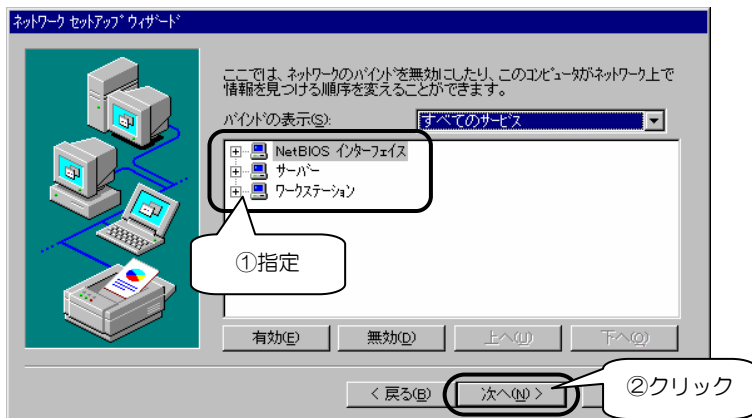 ネットワーク セットアップ ウィザード
ここでは、ネットワークのバインドを無効にしたり、このコンピュータがネットワーク上で
情報を見つける順序を変えることができます。
バインドの表示(S):
すべてのサービス
NetBIOS インターフェイス
サーバー
ワークステーション
①指定
有効(E)
無効(D)
上へ(U)
下へ(O)
< 戻る(B)
次へ(N) >
②クリック